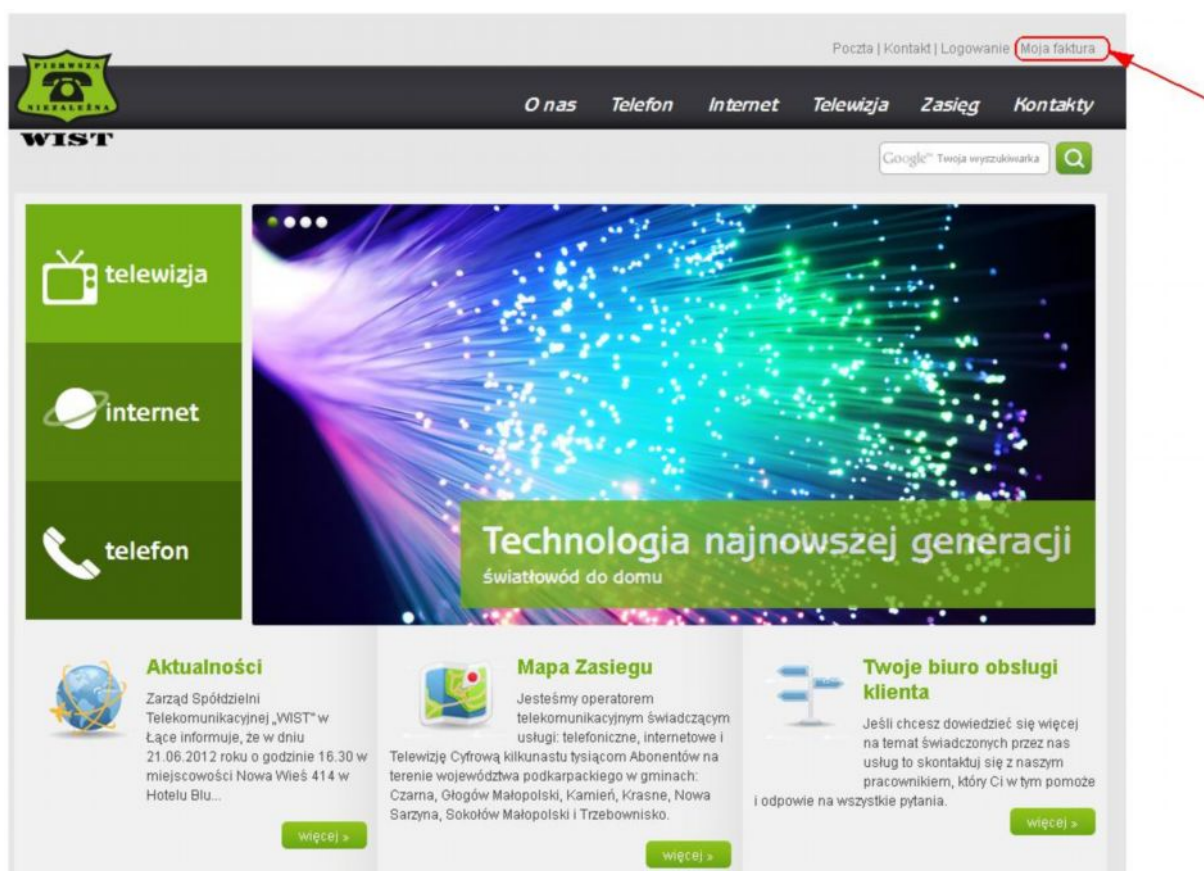 Poczta | Kontakt | Logowanie Moja faktura
PIERWSZA
NIEZALEŻNA
WIST
O nas Telefon Internet Telewizja Zasięg Kontakty
Google™ Twoja wyszukiwarka
telewizja
internet
telefon
Technologia najnowszej generacji
światłowód do domu
Aktualności
Zarząd Spółdzielni
Telekomunikacyjnej „WIST" w
Łące informuje, że w dniu
21.06.2012 roku o godzinie 16.30 w
miejscowości Nowa Wieś 414 w
Hotelu Blu...
więcej »
Mapa Zasiegu
Jesteśmy operatorem
telekomunikacyjnym świadczącym
usługi: telefoniczne, internetowe i
Telewizję Cyfrową kilkunastu tysiącom Abonentów na
terenie województwa podkarpackiego w gminach:
Czarna, Głogów Małopolski, Kamień, Krasne, Nowa
Sarzyna, Sokołów Małopolski i Trzebownisko.
więcej »
Twoje biuro obsługi
klienta
Jeśli chcesz dowiedzieć się więcej
na temat świadczonych przez nas
usług to skontaktuj się z naszym
pracownikiem, który Ci w tym pomoże
i odpowie na wszystkie pytania.
więcej »